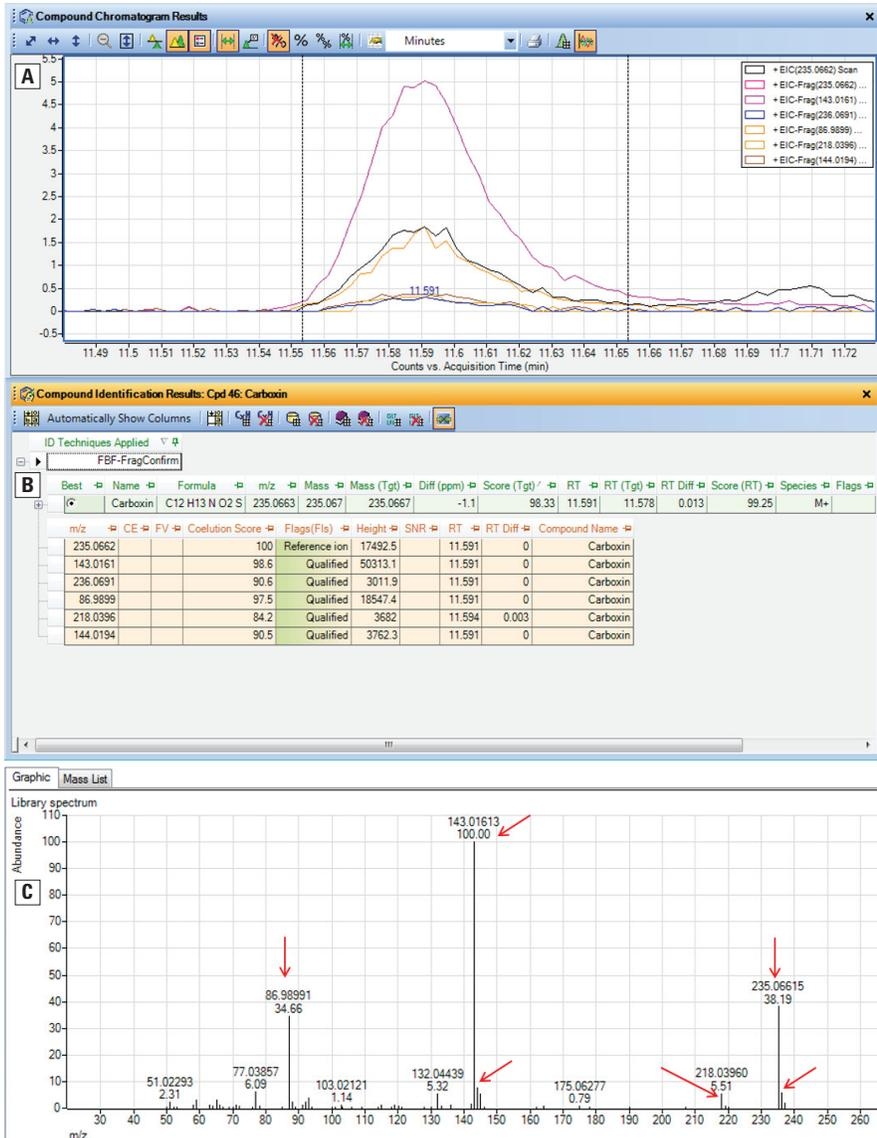 Compound Chromatogram Results
Minutes
A
5.5
5
4.5
4
3.5
3
2.5
2
1.5
1
0.5
0
-0.5
+ EIC(235.0662) Scan
+ EIC-Frag(235.0662) ...
+ EIC-Frag(143.0161) ...
+ EIC-Frag(236.0691) ...
+ EIC-Frag(86.9899) ...
+ EIC-Frag(218.0396) ...
+ EIC-Frag(144.0194) ...
11.591
11.49 11.5 11.51 11.52 11.53 11.54 11.55 11.56 11.57 11.58 11.59 11.6 11.61 11.62 11.63 11.64 11.65 11.66 11.67 11.68 11.69 11.7 11.71 11.72
Counts vs. Acquisition Time (min)
Compound Identification Results: Cpd 46: Carboxin
Automatically Show Columns
ID Techniques Applied
FBF-FragConfirm
B
Best Name Formula m/z Mass Mass (Tgt) Diff (ppm) Score (Tgt) RT RT (Tgt) RT Diff Score (RT) Species Flags
Carboxin C12 H13 N O2 S 235.0663 235.067 235.0667 -1.1 98.33 11.591 11.578 0.013 99.25 M+
m/z CE FV Coelution Score Flags(FIs) Height SNR RT RT Diff Compound Name
235.0662 100 Reference ion 17492.5 11.591 0 Carboxin
143.0161 98.6 Qualified 50313.1 11.591 0 Carboxin
236.0691 90.6 Qualified 3011.9 11.591 0 Carboxin
86.9899 97.5 Qualified 18547.4 11.591 0 Carboxin
218.0396 84.2 Qualified 3682 11.594 0.003 Carboxin
144.0194 90.5 Qualified 3762.3 11.591 0 Carboxin
Graphic Mass List
Library spectrum
Abundance
C
110
100
90
80
70
60
50
40
30
20
10
0
143.01613
100.00
86.98991
34.66
235.06615
38.19
51.02293
2.31
77.03857
6.09
103.02121
1.14
132.04439
5.32
175.06277
0.79
218.03960
5.51
30 40 50 60 70 80 90 100 110 120 130 140 150 160 170 180 190 200 210 220 230 240 250 260
m/z